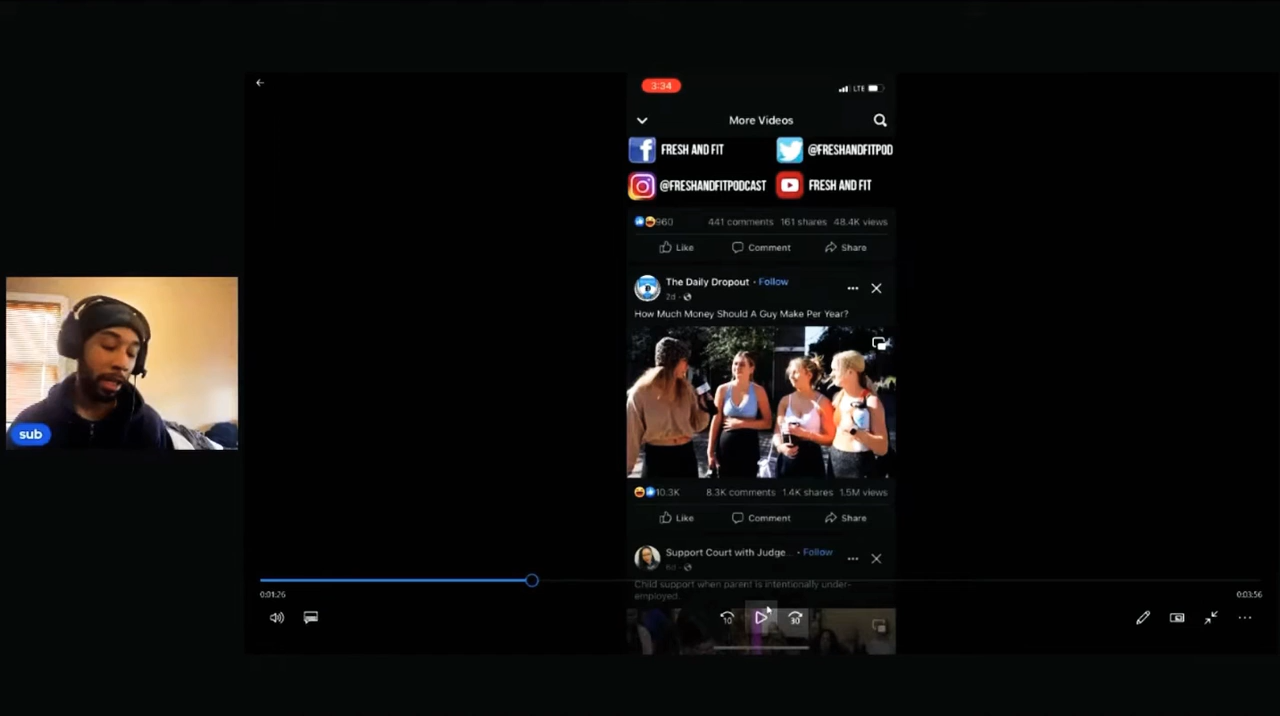 3:34
LTE
More Videos
FRESH AND FIT
@FRESHANDFITPOD
@FRESHANDFITPODCAST
FRESH AND FIT
960
441 comments 161 shares 48.4K views
Like Comment Share
The Daily Dropout · Follow
2d ·
How Much Money Should A Guy Make Per Year?
10.3K 8.3K comments 1.4K shares 1.5M views
Like Comment Share
sub
Support Court with Judge... · Follow
6d ·
Child support when parent is intentionally under-
employed.
0:01:26
0:03:56
10
30